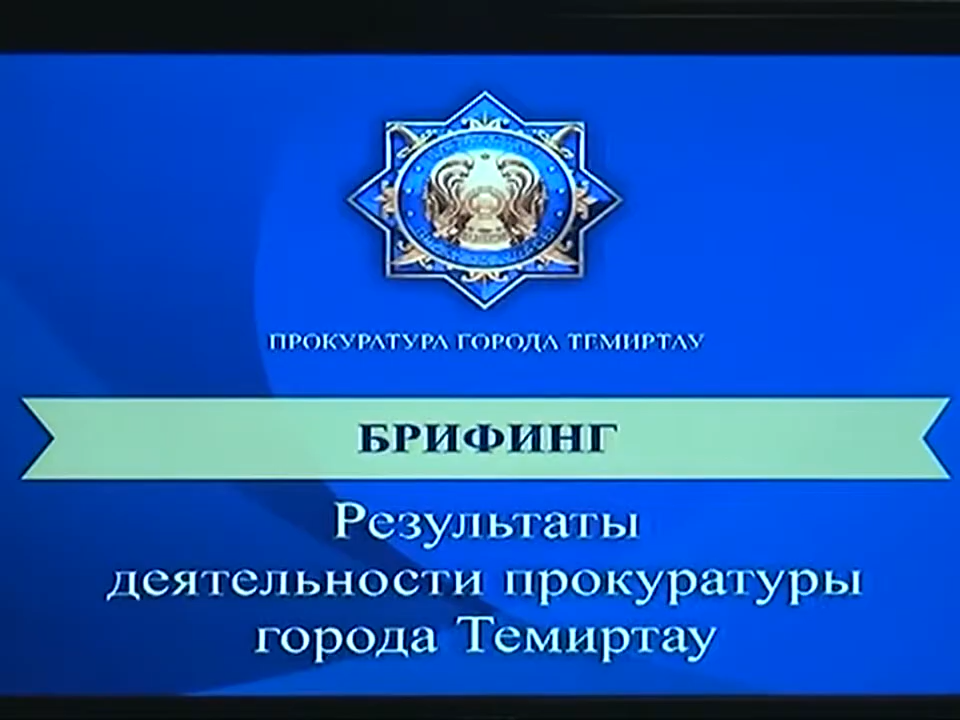 ПРОКУРАТУРА ГОРОДА ТЕМИРТАУ
БРИФИНГ
Результаты
деятельности прокуратуры
города Темиртау